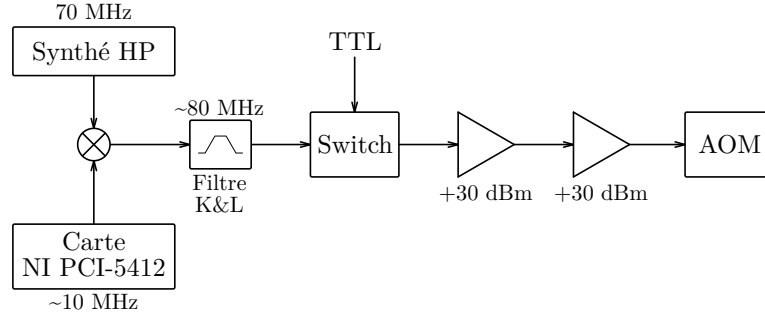 70 MHz
Synthé HP
TTL
~80 MHz
Switch
AOM
Filtre
K&L
+30 dBm
+30 dBm
Carte
NI PCI-5412
~10 MHz